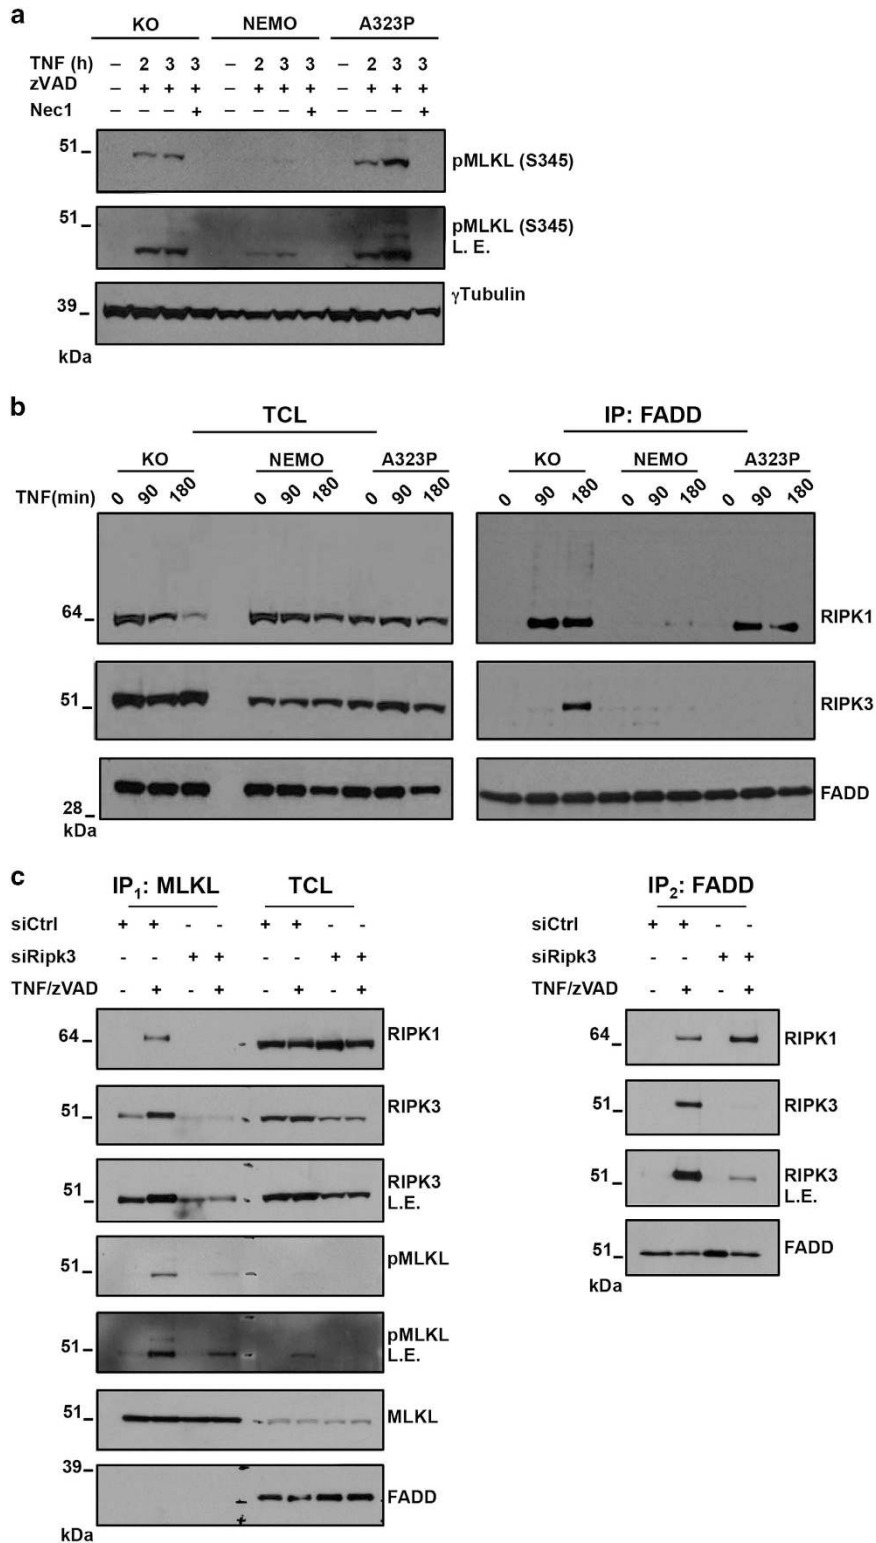 a
KO NEMO A323P
TNF (h) – 2 3 3 – 2 3 3 – 2 3 3
zVAD – + + + – + + + – + + +
Nec1 – – – + – – – + – – – +
51
pMLKL (S345)
51
pMLKL (S345)
L. E.
γTubulin
39
kDa
b
TCL IP: FADD
KO NEMO A323P KO NEMO A323P
TNF(min) 0 90 180 0 90 180 0 90 180 0 90 180 0 90 180 0 90 180
64 RIPK1
51 RIPK3
FADD
28
kDa
c
IP1: MLKL TCL IP2: FADD
siCtrl + + - - + + - - siCtrl + + - -
siRipk3 - - + + - - + + siRipk3 - - + +
TNF/zVAD - + - + - + - + TNF/zVAD - + - +
64 RIPK1 64 RIPK1
51 RIPK3 51 RIPK3
51 RIPK3 51 RIPK3
L.E. L.E.
51 pMLKL 51 FADD
kDa
51 pMLKL
L.E.
51 MLKL
39
FADD
kDa